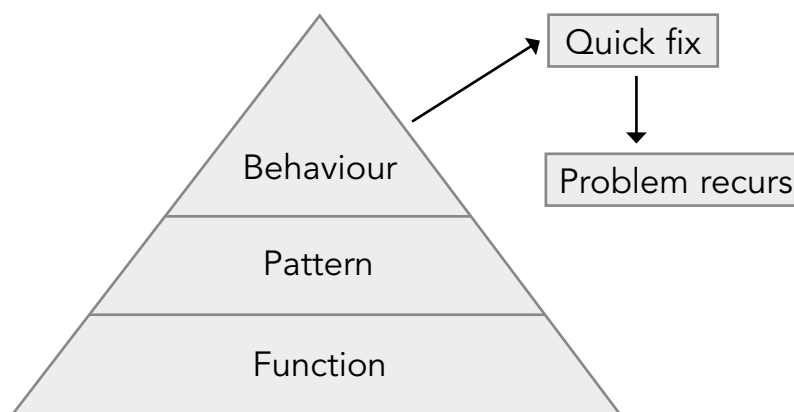 Quick fix
Problem recurs
Behaviour
Pattern
Function